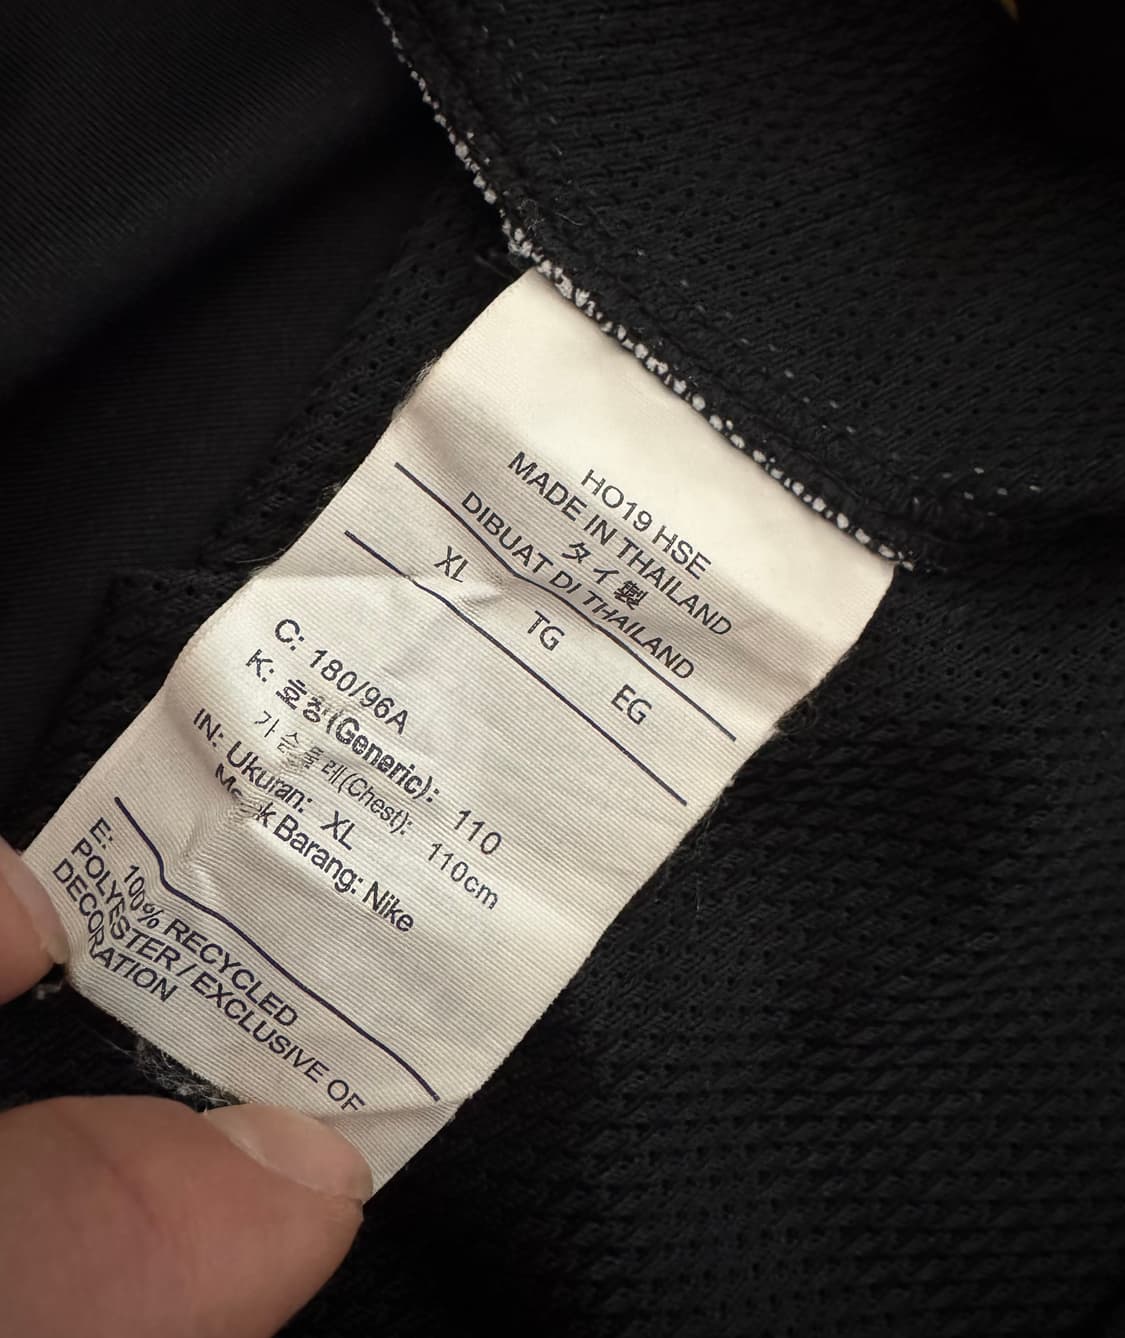 HO19 HSE
MADE IN THAILAND
タイ製
DIBUAT DI THAILAND
XL TG EG
C: 180/96A
K: 호칭(Generic): 110
가슴둘레(Chest): 110cm
IN: Ukuran: XL
Barang: Nike
E: 100% RECYCLED
POLYESTER / EXCLUSIVE OF
DECORATION